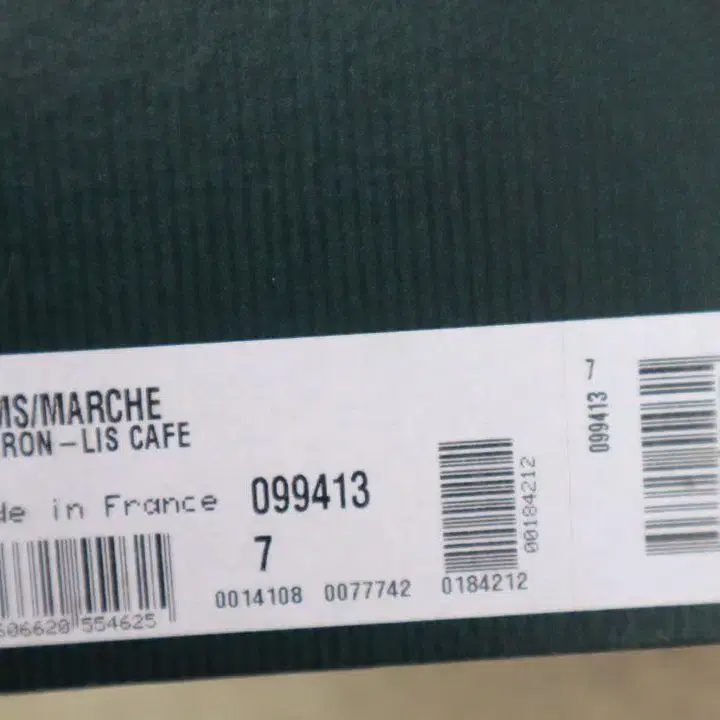 MS/MARCHE
RON-LIS CAFE
de in France 099413
7
0014108 0077742 0184212
606620 554625
00184212
7
099413